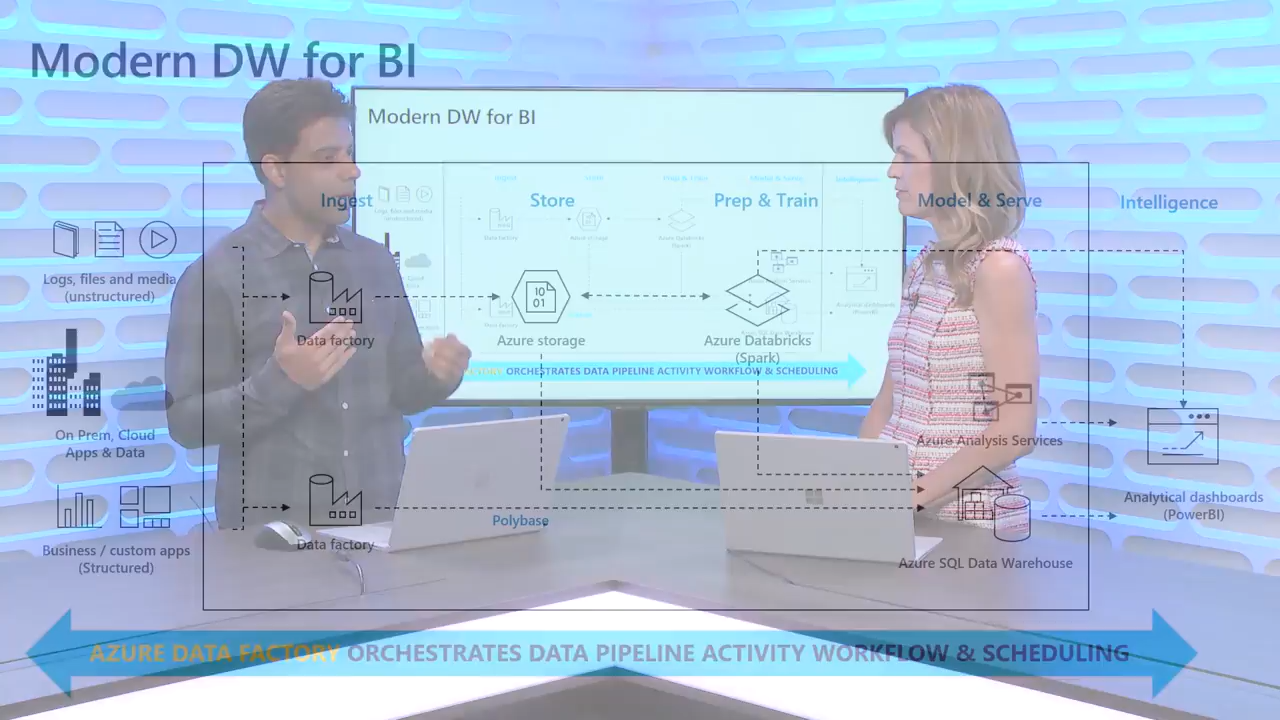 Modern DW for BI
Modern DW for BI
Ingest
Store
Prep & Train
Model & Serve
Intelligence
Logs, files and media
(unstructured)
Data factory
Azure storage
Azure Databricks
(Spark)
On Prem, Cloud
Apps & Data
Azure Analysis Services
Analytical dashboards
(PowerBI)
Business / custom apps
(Structured)
Data factory
Polybase
10
01
Azure SQL Data Warehouse
ORCHESTRATES DATA PIPELINE ACTIVITY WORKFLOW & SCHEDULING
AZURE DATA FACTORY ORCHESTRATES DATA PIPELINE ACTIVITY WORKFLOW & SCHEDULING